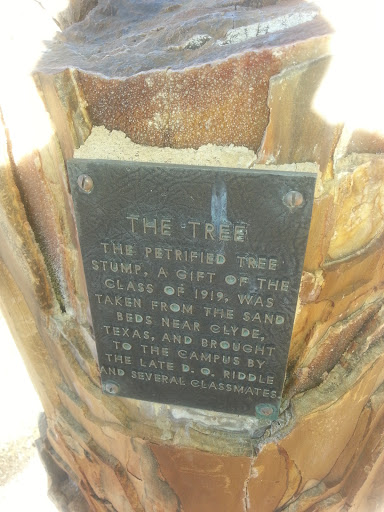 THE TREE
THE PETRIFIED TREE
STUMP, A GIFT OF THE
CLASS OF 1919, WAS
TAKEN FROM THE SAND
BEDS NEAR CLYDE,
TEXAS, AND BROUGHT
TO THE CAMPUS BY
THE LATE D. O. RIDDLE
AND SEVERAL CLASSMATES.